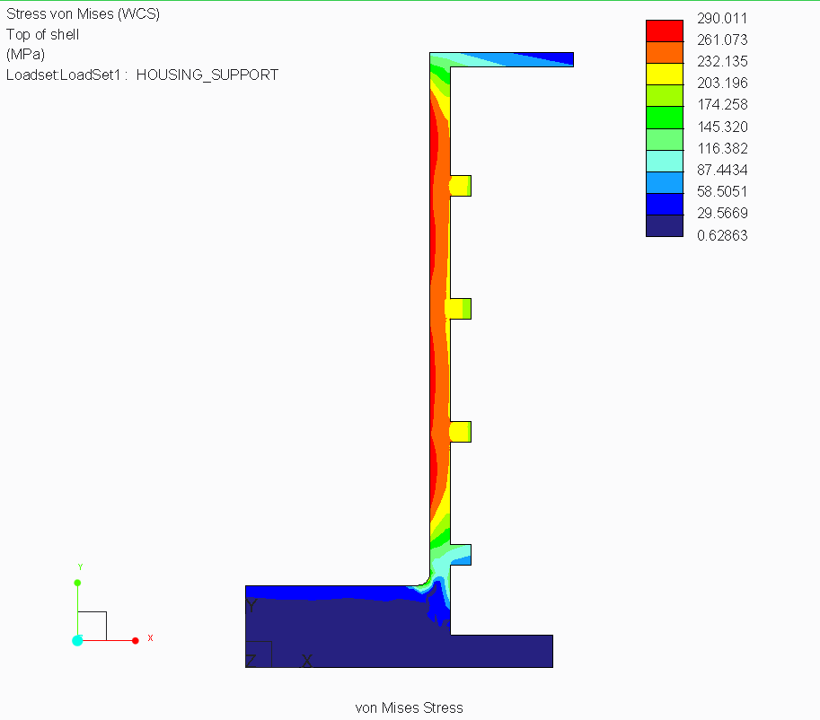 Stress von Mises (WCS)
Top of shell
(MPa)
Loadset:LoadSet1 : HOUSING_SUPPORT
290.011
261.073
232.135
203.196
174.258
145.320
116.382
87.4434
58.5051
29.5669
0.62863
Y
X
Y
Z
X
von Mises Stress